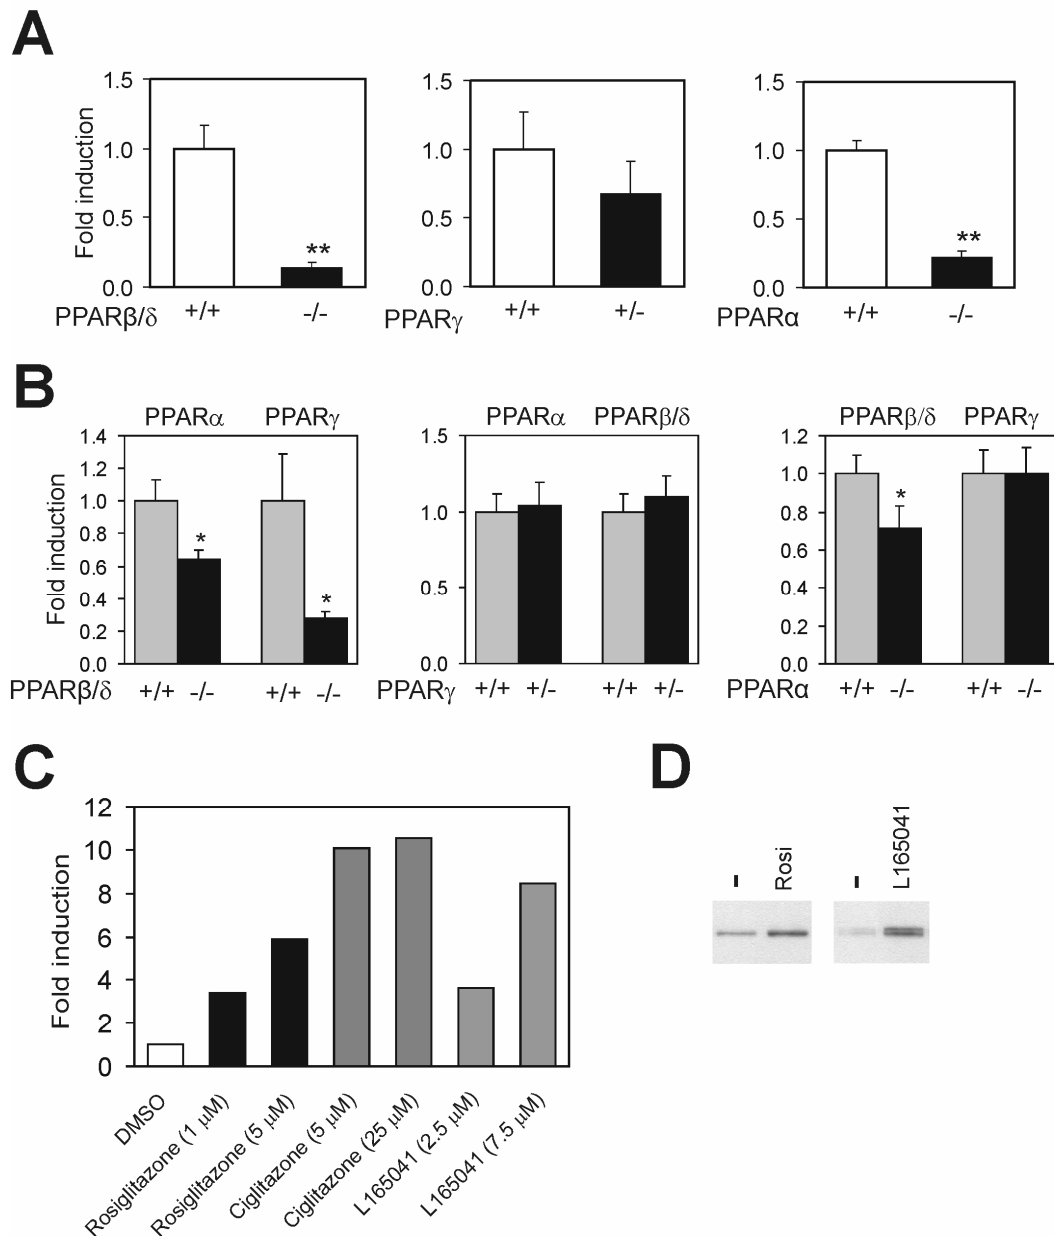 A
Fold induction
1.5
1.0
0.5
0.0
**
PPARβ/δ +/+ -/-
1.5
1.0
0.5
0.0
PPARγ +/+ +/-
1.5
1.0
0.5
0.0
**
PPARα +/+ -/-
B
PPARα PPARγ
Fold induction
1.4
1.2
1.0
0.8
0.6
0.4
0.2
0.0
* *
PPARβ/δ +/+ -/- +/+ -/-
PPARα PPARβ/δ
1.5
1.0
0.5
0.0
PPARγ +/+ +/- +/+ +/-
PPARβ/δ PPARγ
1.2
1.0
0.8
0.6
0.4
0.2
0.0
*
PPARα +/+ -/- +/+ -/-
C
Fold induction
12
10
8
6
4
2
0
DMSO
Rosiglitazone (1 μM)
Rosiglitazone (5 μM)
Ciglitazone (5 μM)
Ciglitazone (25 μM)
L165041 (2.5 μM)
L165041 (7.5 μM)
D
- Rosi - L165041